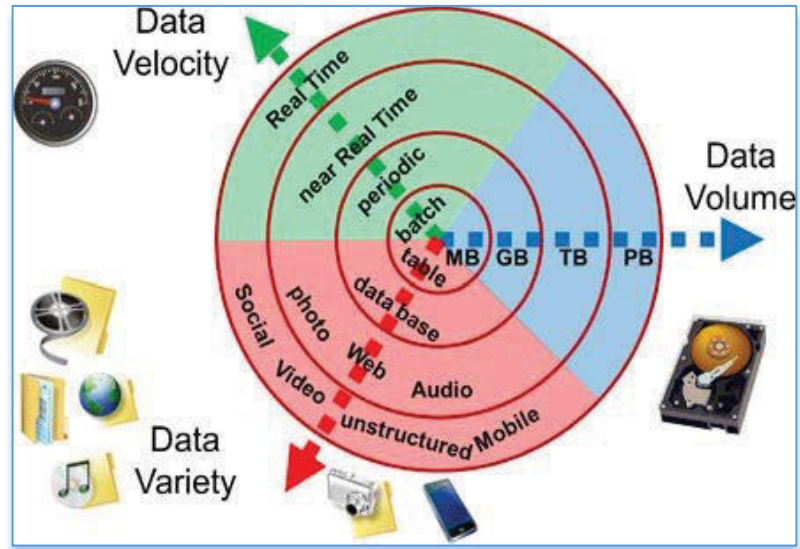 Data
Velocity
Real Time
near Real Time
periodic
batch
Data
Volume
MB GB TB PB
table
data base
photo
Web
Audio
Social
Video
unstructured
Mobile
Data
Variety